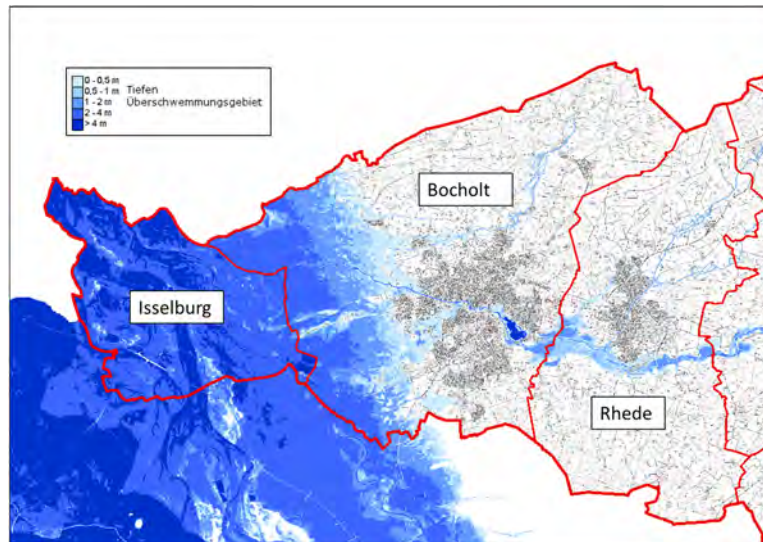 0 - 0,5 m
0,5 - 1 m Tiefen
1 - 2 m Überschwemmungsgebiet
2 - 4 m
> 4 m
Bocholt
Isselburg
Rhede